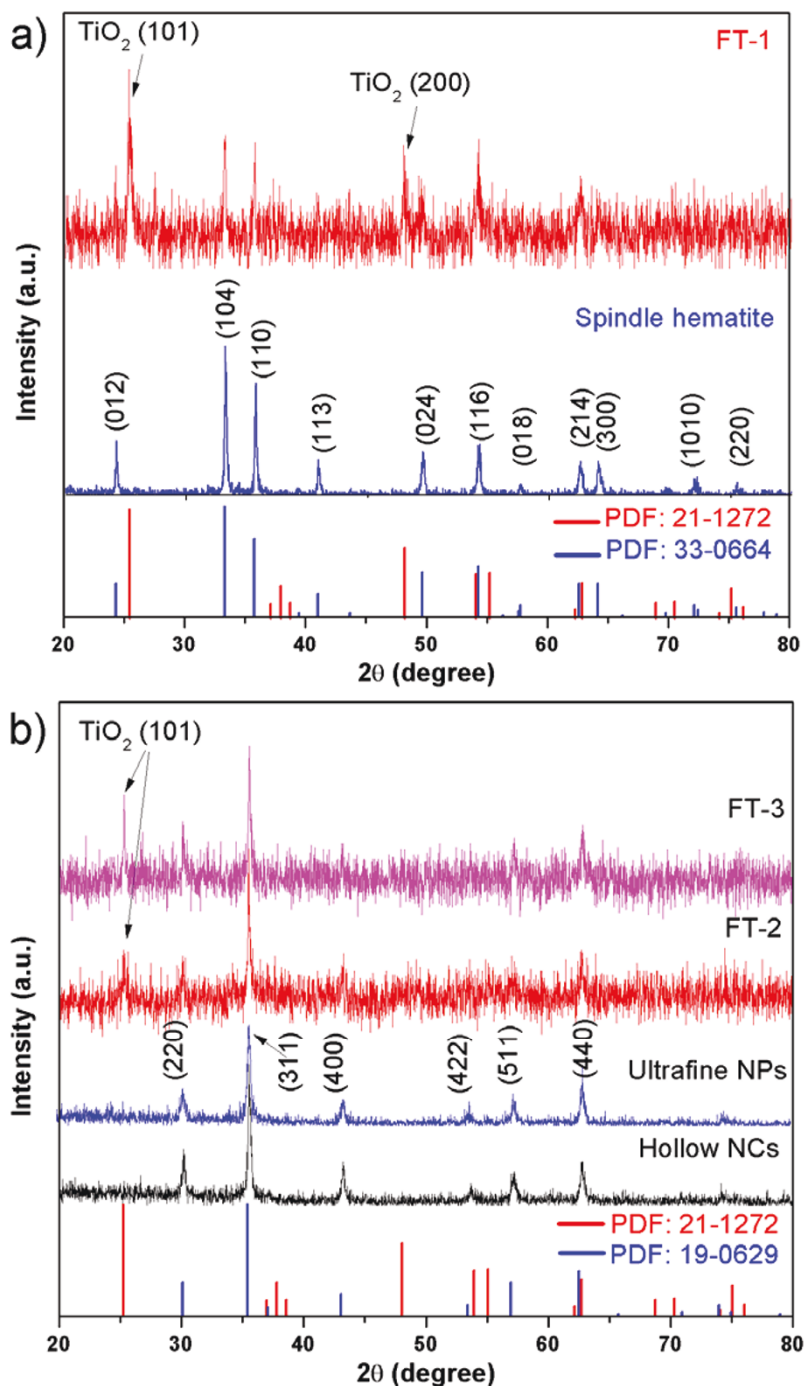 a)
TiO2 (101)
TiO2 (200)
FT-1
Intensity (a.u.)
Spindle hematite
(012)
(104)
(110)
(113)
(024)
(116)
(018)
(214)
(300)
(1010)
(220)
PDF: 21-1272
PDF: 33-0664
20 30 40 50 60 70 80
2θ (degree)
b)
TiO2 (101)
FT-3
FT-2
Intensity (a.u.)
(220)
(311)
(400)
(422)
(511)
(440)
Ultrafine NPs
Hollow NCs
PDF: 21-1272
PDF: 19-0629
20 30 40 50 60 70 80
2θ (degree)